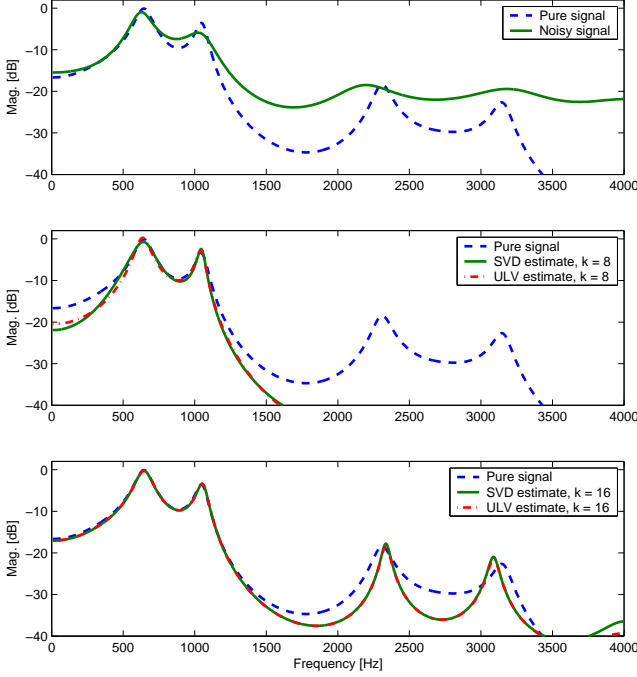 0
−10
−20
−30
−40
Mag. [dB]
0 500 1000 1500 2000 2500 3000 3500 4000
Pure signal
Noisy signal
0
−10
−20
−30
−40
Mag. [dB]
0 500 1000 1500 2000 2500 3000 3500 4000
Pure signal
SVD estimate, k = 8
ULV estimate, k = 8
0
−10
−20
−30
−40
Mag. [dB]
0 500 1000 1500 2000 2500 3000 3500 4000
Pure signal
SVD estimate, k = 16
ULV estimate, k = 16
Frequency [Hz]